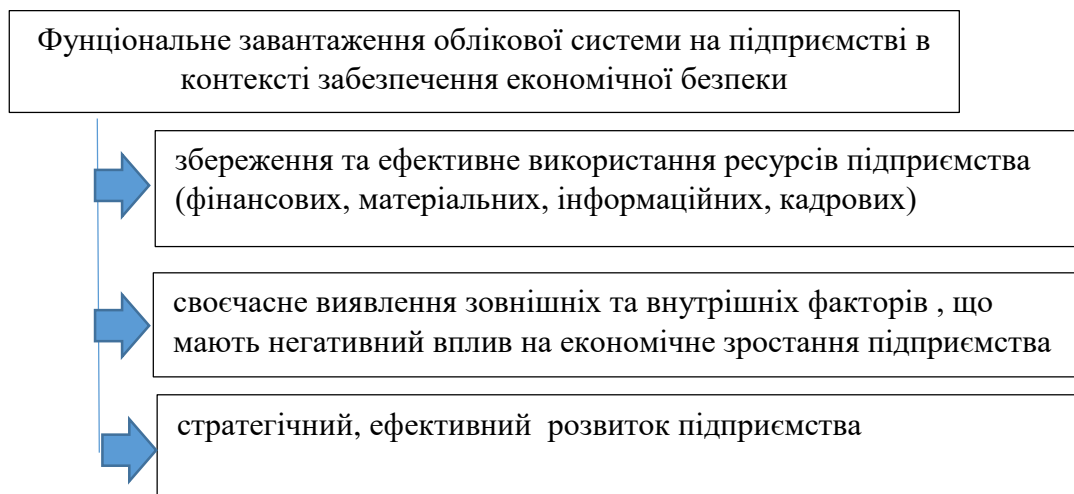 Фунціональне завантаження облікової системи на підприємстві в
контексті забезпечення економічної безпеки
збереження та ефективне використання ресурсів підприємства
(фінансових, матеріальних, інформаційних, кадрових)
своєчасне виявлення зовнішніх та внутрішніх факторів , що
мають негативний вплив на економічне зростання підприємства
стратегічний, ефективний розвиток підприємства